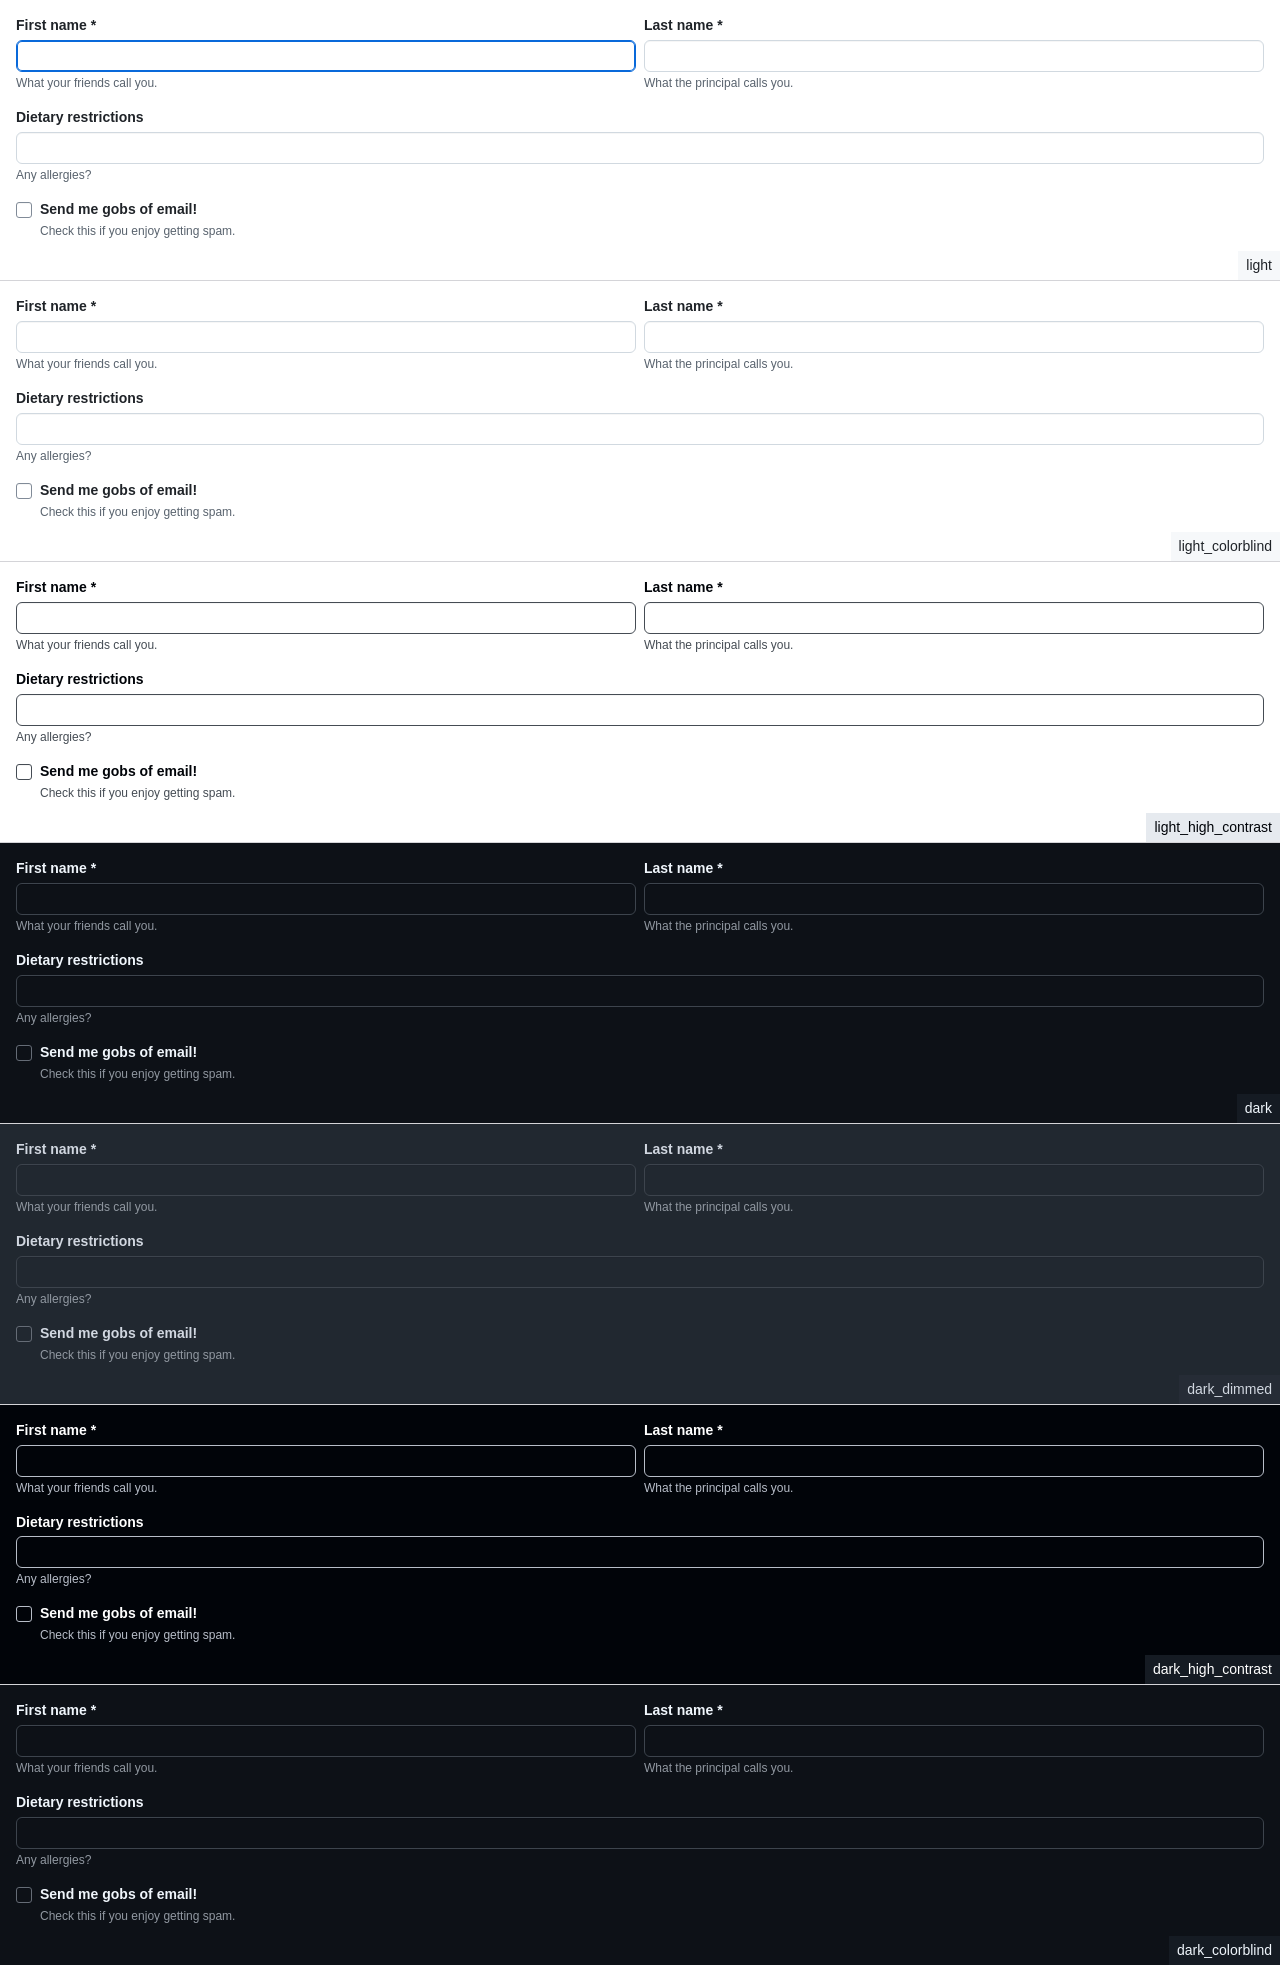 First name * Last name *
What your friends call you. What the principal calls you.
Dietary restrictions
Any allergies?
Send me gobs of email!
Check this if you enjoy getting spam.
light
First name * Last name *
What your friends call you. What the principal calls you.
Dietary restrictions
Any allergies?
Send me gobs of email!
Check this if you enjoy getting spam.
light_colorblind
First name * Last name *
What your friends call you. What the principal calls you.
Dietary restrictions
Any allergies?
Send me gobs of email!
Check this if you enjoy getting spam.
light_high_contrast
First name * Last name *
What your friends call you. What the principal calls you.
Dietary restrictions
Any allergies?
Send me gobs of email!
Check this if you enjoy getting spam.
dark
First name * Last name *
What your friends call you. What the principal calls you.
Dietary restrictions
Any allergies?
Send me gobs of email!
Check this if you enjoy getting spam.
dark_dimmed
First name * Last name *
What your friends call you. What the principal calls you.
Dietary restrictions
Any allergies?
Send me gobs of email!
Check this if you enjoy getting spam.
dark_high_contrast
First name * Last name *
What your friends call you. What the principal calls you.
Dietary restrictions
Any allergies?
Send me gobs of email!
Check this if you enjoy getting spam.
dark_colorblind